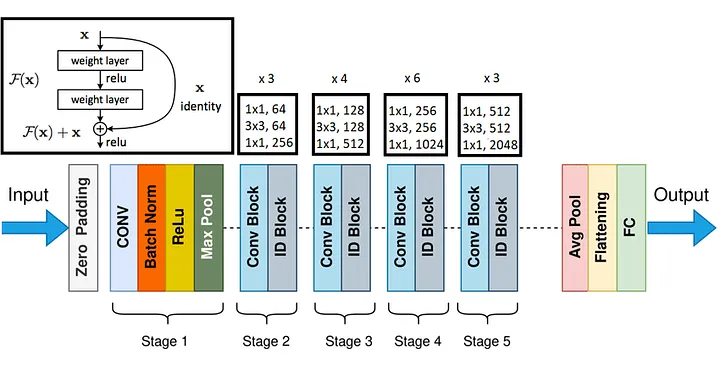 x
weight layer
F(x)
relu
x
weight layer
identity
F(x) + x
relu
x 3
x 4
x 6
x 3
1x1, 64
3x3, 64
1x1, 256
1x1, 128
3x3, 128
1x1, 512
1x1, 256
3x3, 256
1x1, 1024
1x1, 512
3x3, 512
1x1, 2048
Input
Zero Padding
CONV
Batch Norm
ReLu
Max Pool
Conv Block
ID Block
Conv Block
ID Block
Conv Block
ID Block
Conv Block
ID Block
Avg Pool
Flattening
FC
Output
Stage 1
Stage 2
Stage 3
Stage 4
Stage 5